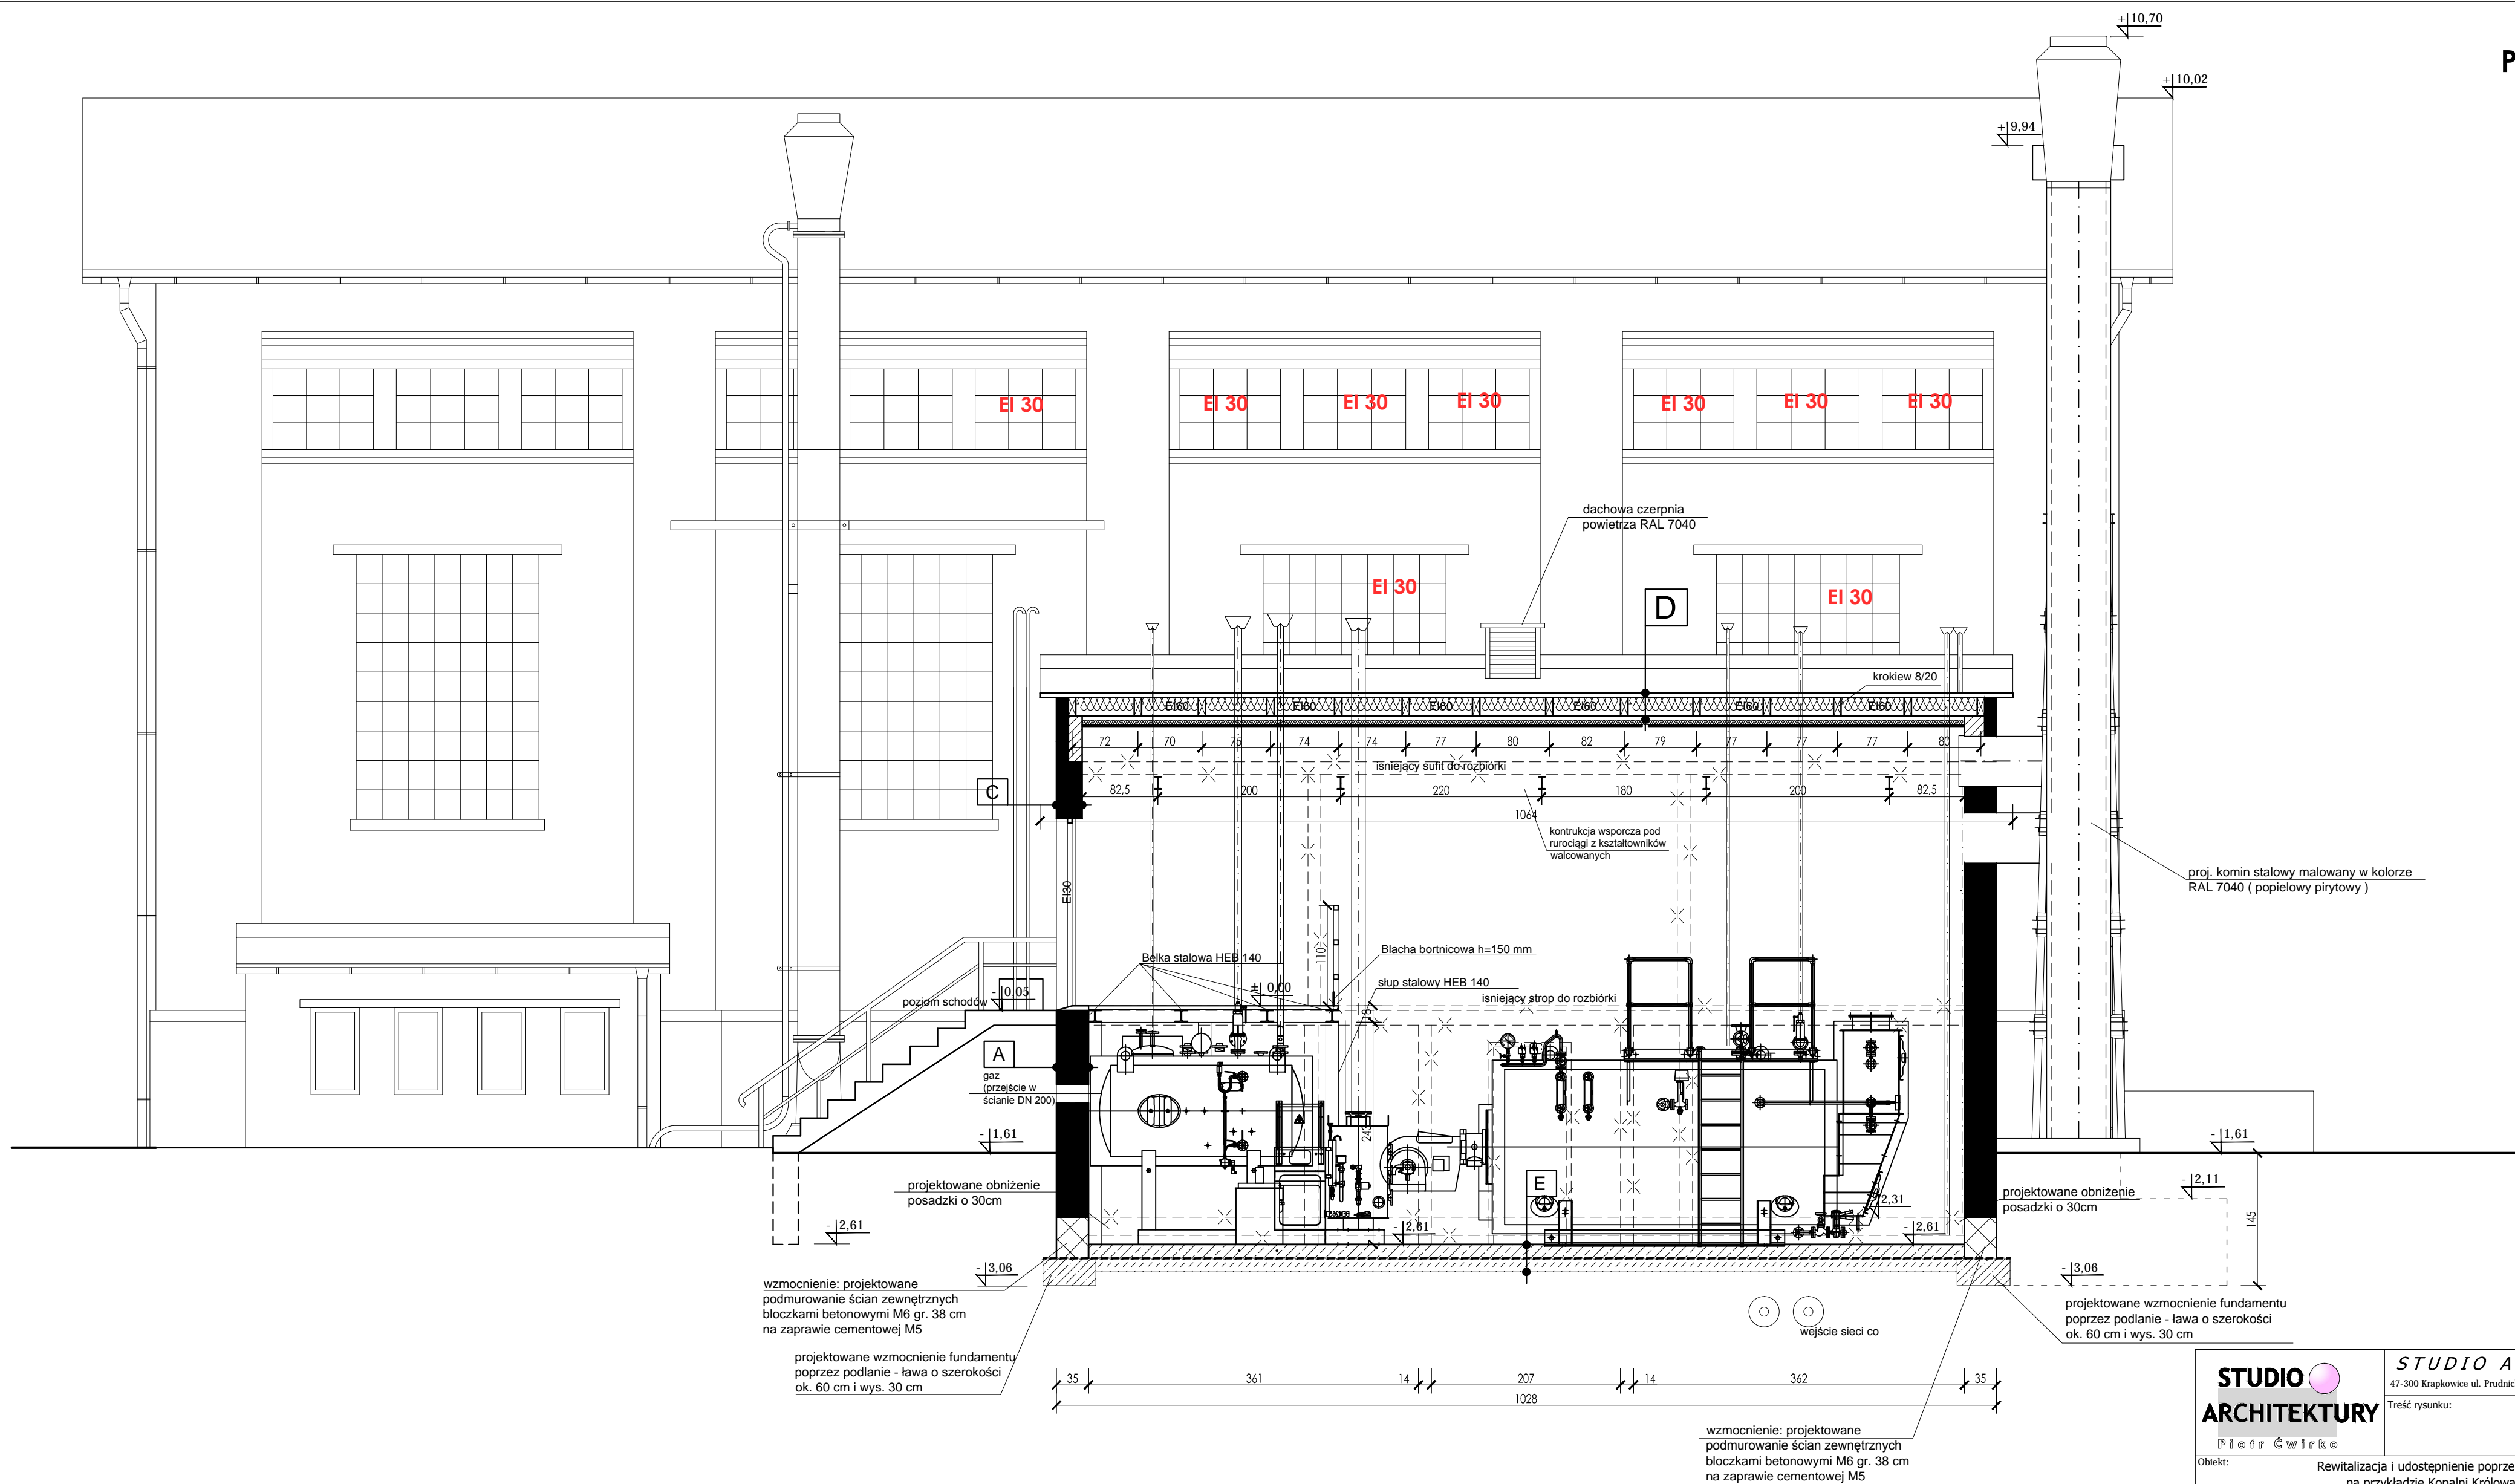 +10,70
P
+10,02
+9,94
EI 30
EI 30
EI 30
EI 30
EI 30
EI 30
EI 30
dachowa czerpnia
powietrza RAL 7040
EI 30
EI 30
D
krokiew 8/20
EI60
EI60
EI60
EI60
EI60
EI60
72
70
75
74
74
77
80
82
79
77
77
77
80
isniejący sufit do rozbiórki
C
82,5
200
220
180
200
82,5
1064
kontrukcja wsporcza pod
rurociągi z kształtowników
walcowanych
EI30
proj. komin stalowy malowany w kolorze
RAL 7040 ( popielowy pirytowy )
110
Blacha bortnicowa h=150 mm
Belka stalowa HEB 140
słup stalowy HEB 140
± 0,00
poziom schodów
- 0,05
isniejący strop do rozbiórki
A
gaz
(przejście w
ścianie DN 200)
243
- 1,61
- 1,61
E
projektowane obniżenie
posadzki o 30cm
- 2,11
projektowane obniżenie
posadzki o 30cm
2,31
- 2,61
- 2,61
- 2,61
145
- 3,06
- 3,06
wzmocnienie: projektowane
podmurowanie ścian zewnętrznych
bloczkami betonowymi M6 gr. 38 cm
na zaprawie cementowej M5
projektowane wzmocnienie fundamentu
poprzez podlanie - ława o szerokości
ok. 60 cm i wys. 30 cm
wejście sieci co
projektowane wzmocnienie fundamentu
poprzez podlanie - ława o szerokości
ok. 60 cm i wys. 30 cm
35
361
14
207
14
362
35
1028
wzmocnienie: projektowane
podmurowanie ścian zewnętrznych
bloczkami betonowymi M6 gr. 38 cm
na zaprawie cementowej M5
STUDIO
ARCHITEKTURY
Piotr Ćwirko
STUDIO A
47-300 Krapkowice ul. Prudnic
Treść rysunku:
Obiekt:
Rewitalizacja i udostępnienie poprze
na przykładzie Kopalni Królowa